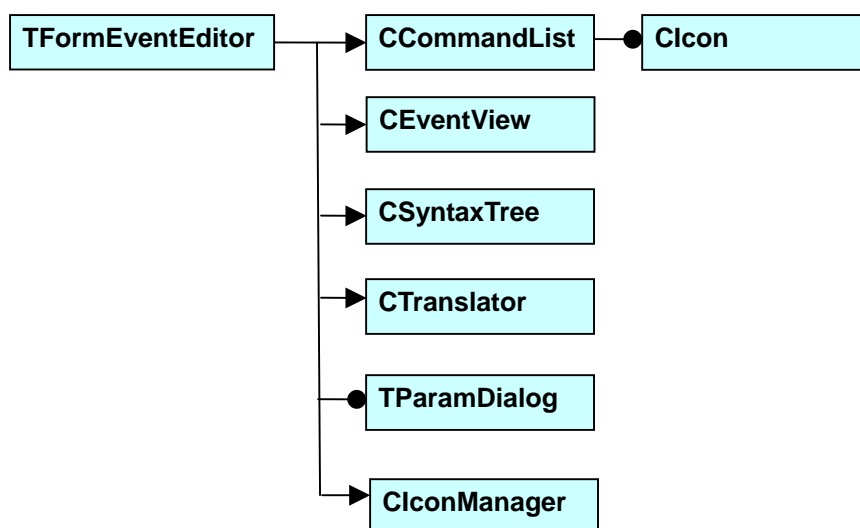 TFormEventEditor
CCommandList
CIcon
CEventView
CSyntaxTree
CTranslator
TParamDialog
CIconManager